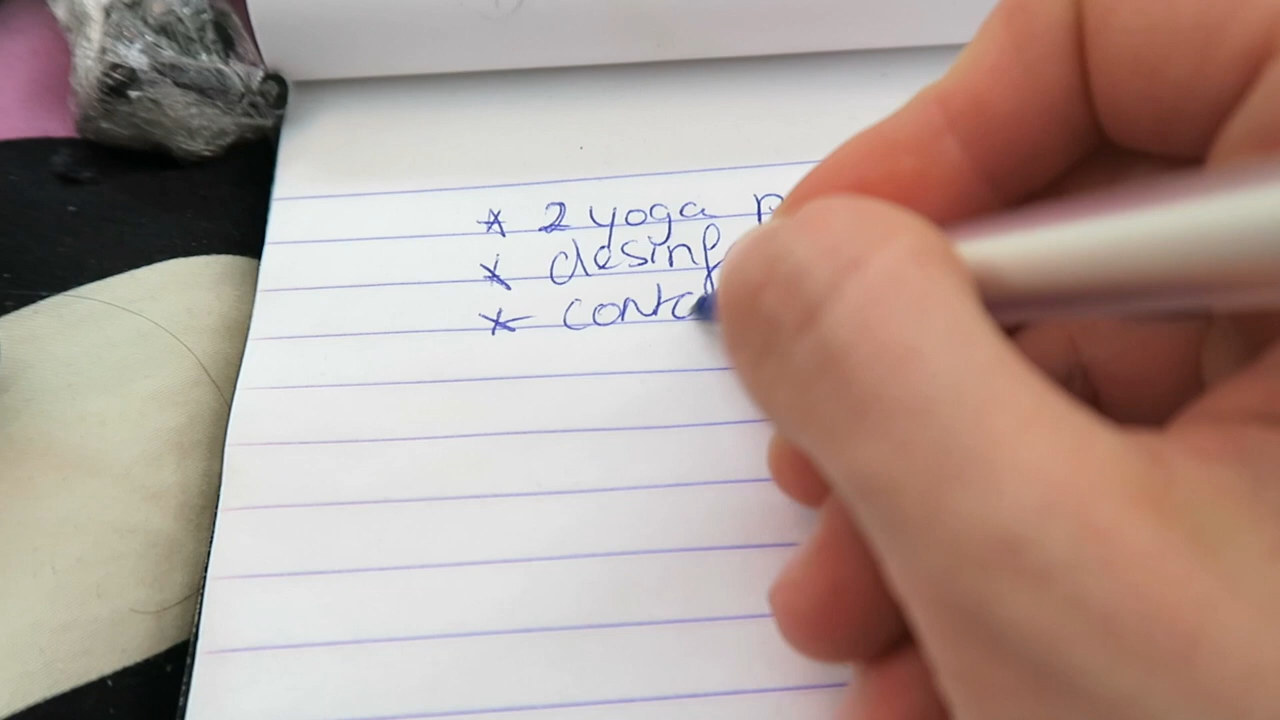 * 2 yoga p
* desinf
* conta